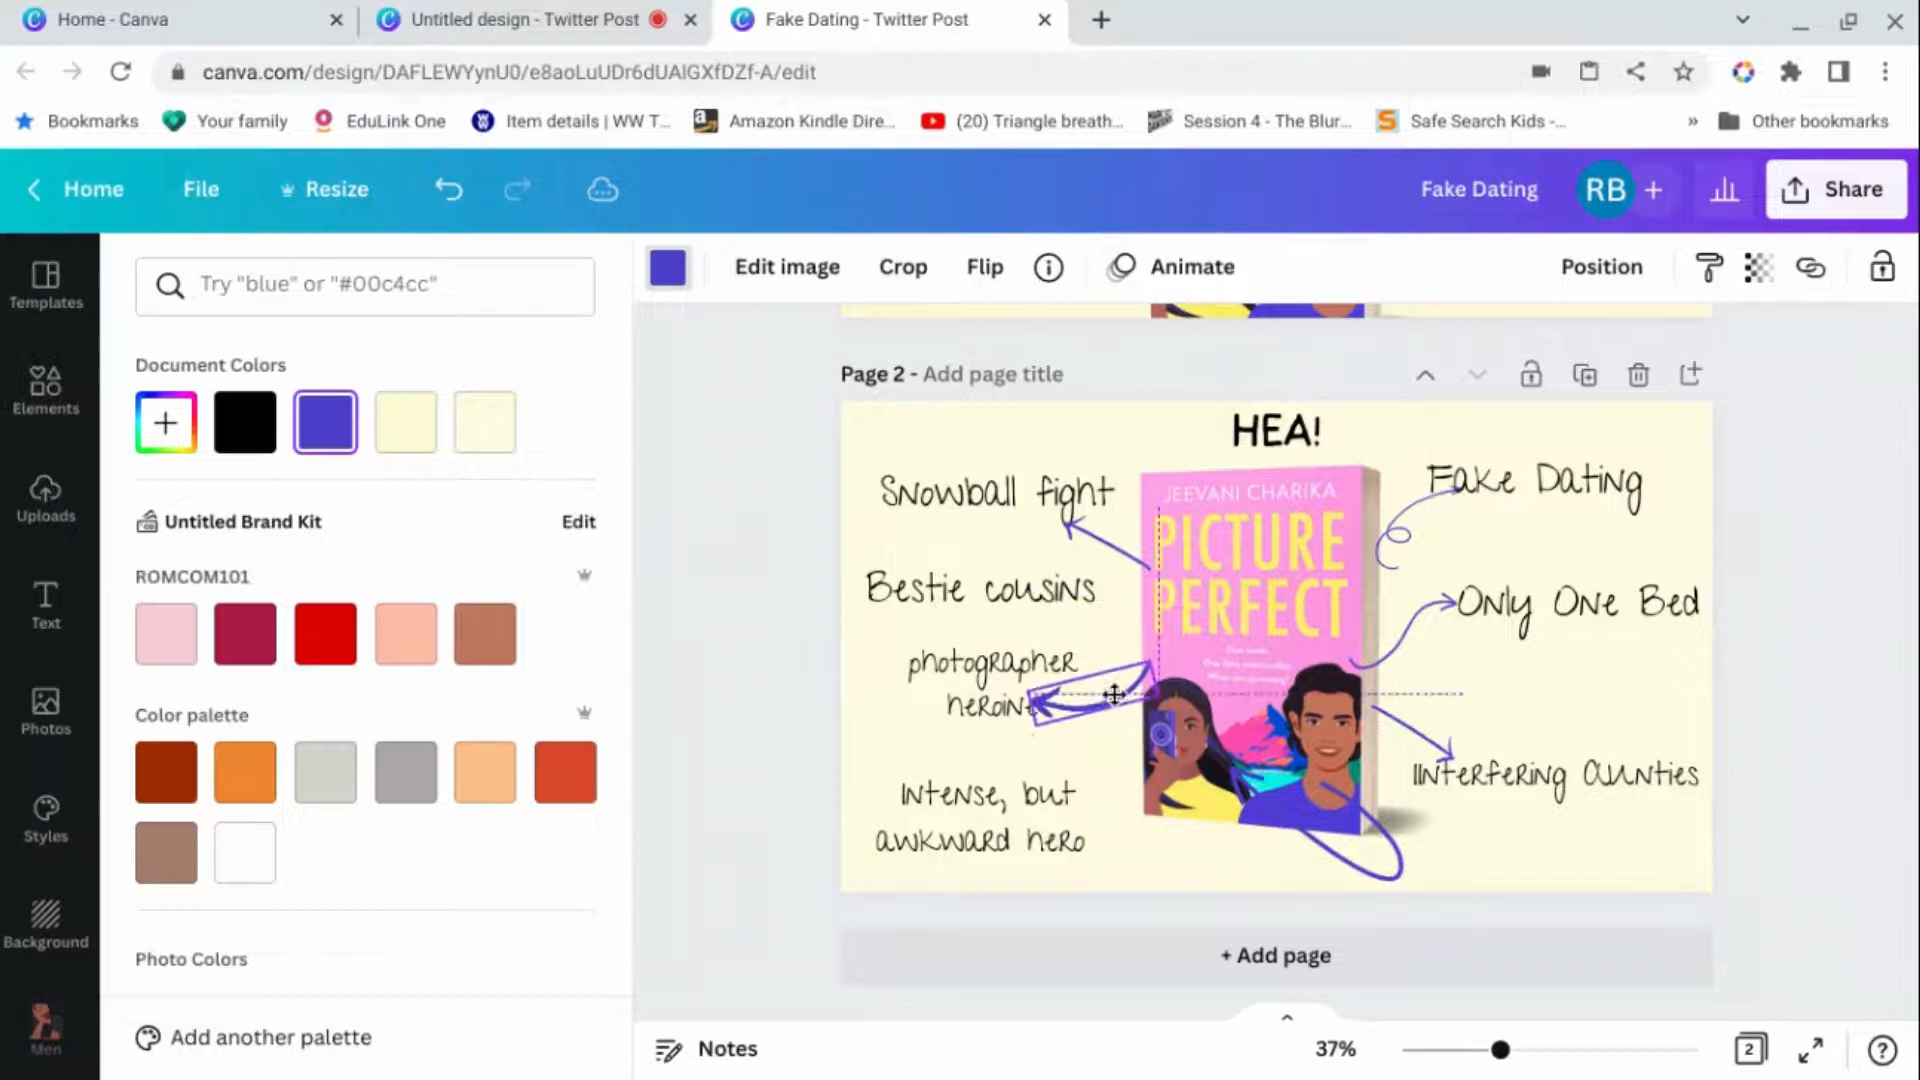 Home - Canva
Untitled design - Twitter Post
Fake Dating - Twitter Post
canva.com/design/DAFLEWYynU0/e8aoLuUDr6dUAIGXfDZf-A/edit
Bookmarks
Your family
EduLink One
Item details | WW T...
Amazon Kindle Dire...
(20) Triangle breath...
Session 4 - The Blur...
Safe Search Kids -...
»
Other bookmarks
Home
File
Resize
Fake Dating
RB
+
Share
Templates
Elements
Uploads
Text
Photos
Styles
Background
Men
Try "blue" or "#00c4cc"
Document Colors
Untitled Brand Kit
Edit
ROMCOM101
Color palette
Photo Colors
Add another palette
Edit image
Crop
Flip
Animate
Position
Page 2 - Add page title
HEA!
Snowball fight
Bestie cousins
photographer
heroine
Intense, but
awkward hero
JEEVANI CHARIKA
PICTURE
PERFECT
Fake Dating
Only One Bed
IInterfering Aunties
+ Add page
Notes
37%
2